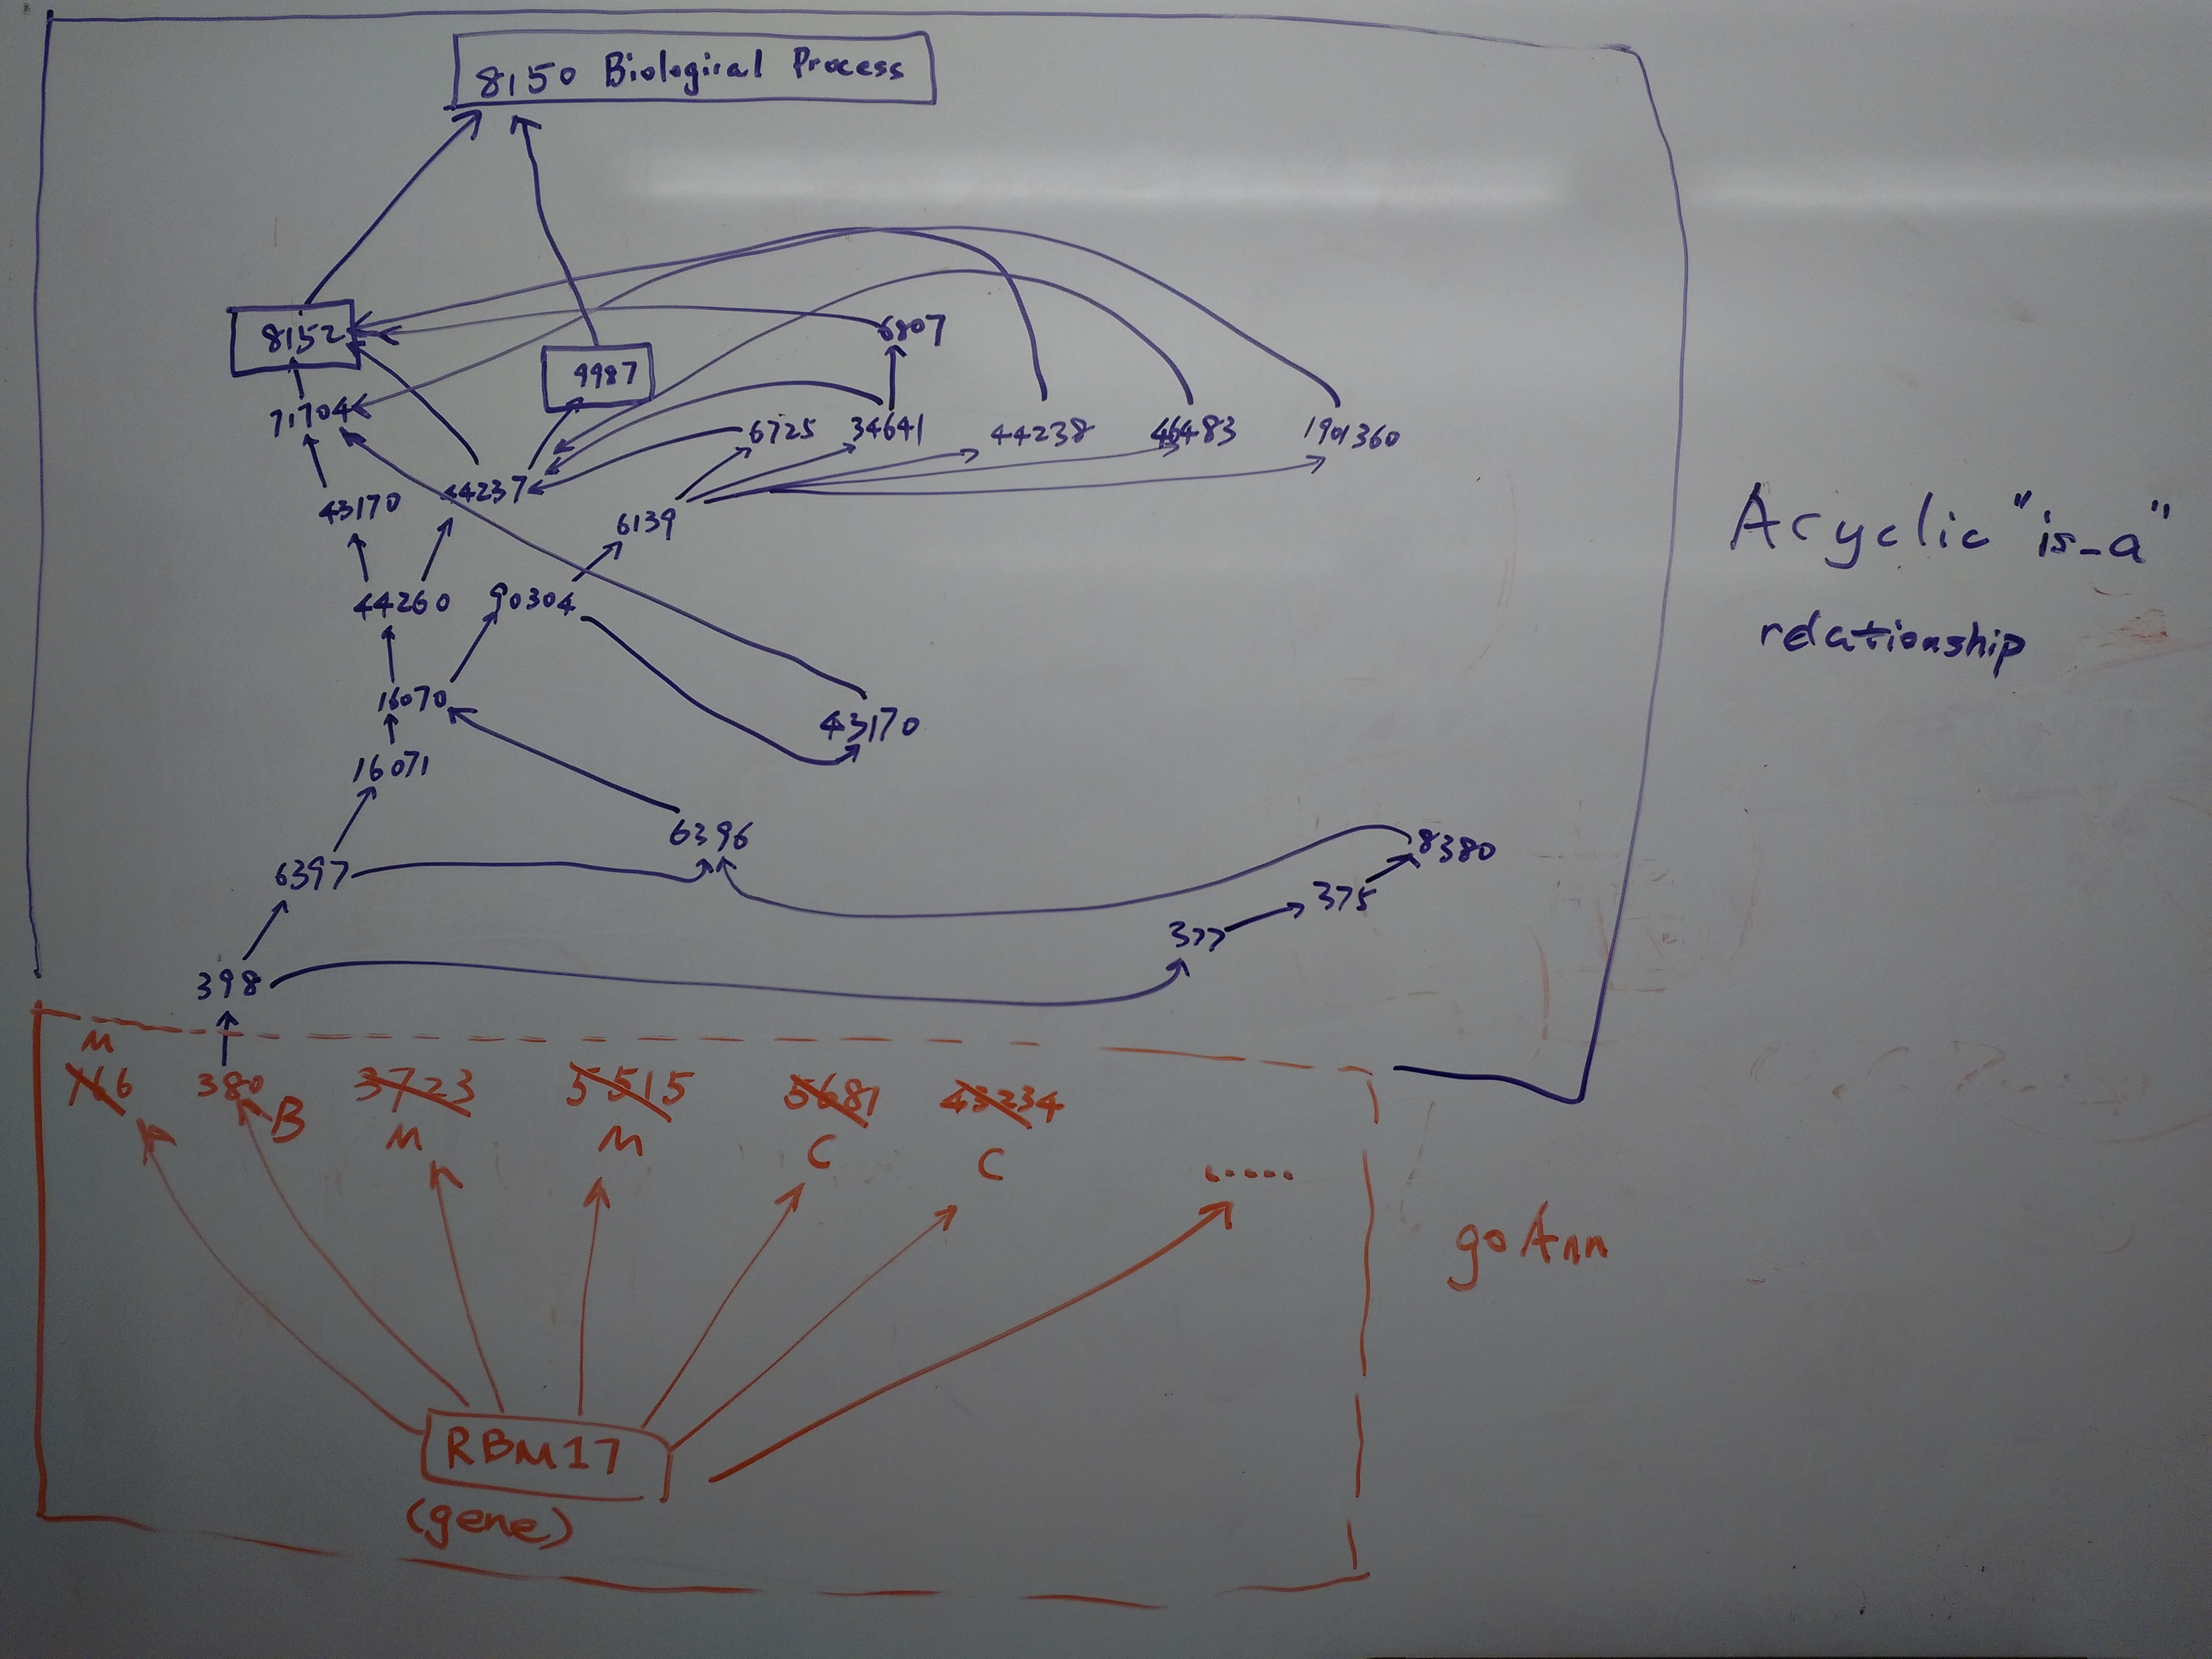 8150 Biological Process
8152
9987
6807
71704
6725
34641
44238
46483
1901360
43170
44237
6139
Acyclic "is_a"
relationship
44260
90304
16070
43170
16071
6396
8380
6397
375
377
398
M
380
B
3723
M
5515
M
5681
C
43234
C
.....
goAnn
RBM17
(gene)